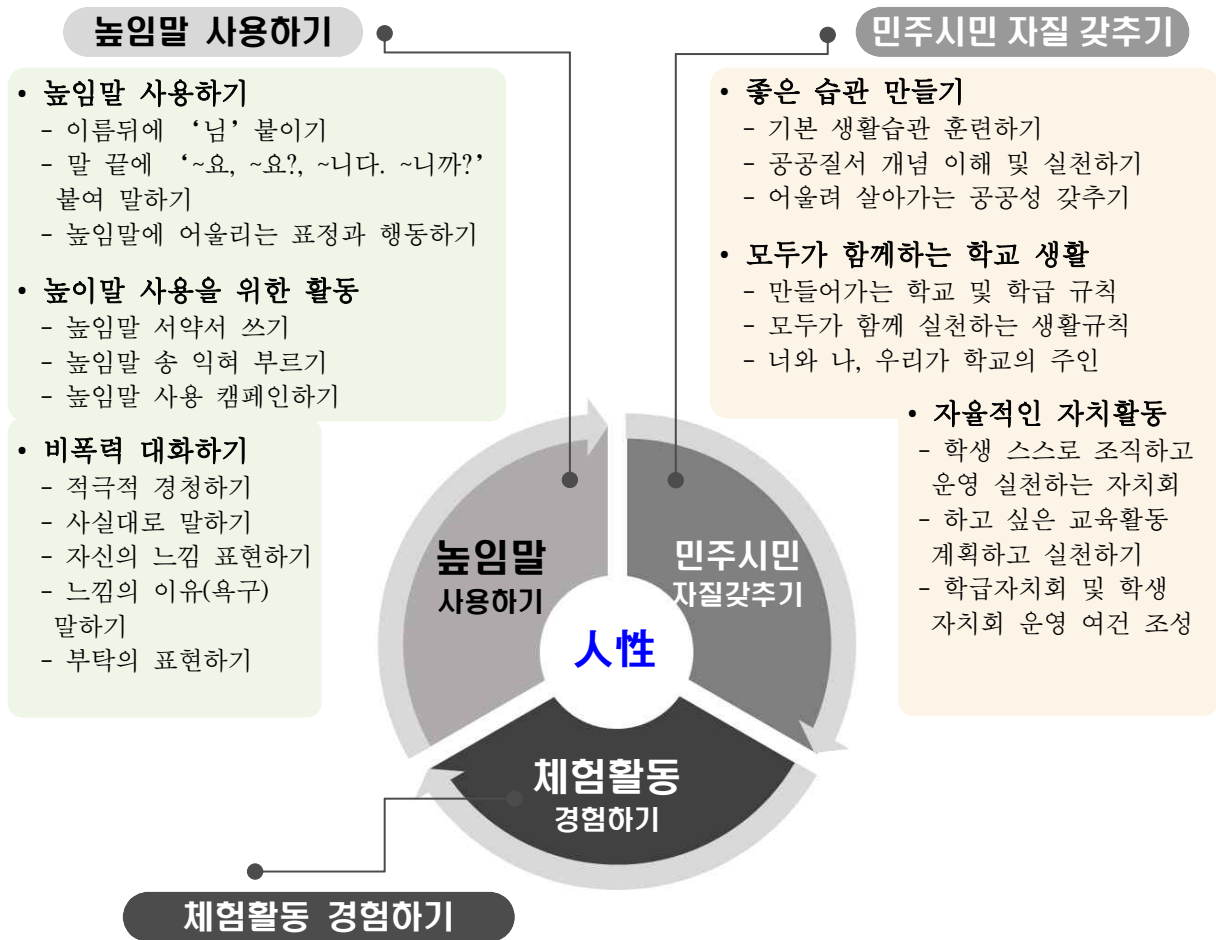 높임말 사용하기
• 높임말 사용하기
- 이름뒤에 ‘님’ 붙이기
- 말 끝에 ‘~요, ~요?, ~니다. ~니까?’
붙여 말하기
- 높임말에 어울리는 표정과 행동하기
• 높이말 사용을 위한 활동
- 높임말 서약서 쓰기
- 높임말 송 익혀 부르기
- 높임말 사용 캠페인하기
• 비폭력 대화하기
- 적극적 경청하기
- 사실대로 말하기
- 자신의 느낌 표현하기
- 느낌의 이유(욕구)
말하기
- 부탁의 표현하기
민주시민 자질 갖추기
• 좋은 습관 만들기
- 기본 생활습관 훈련하기
- 공공질서 개념 이해 및 실천하기
- 어울려 살아가는 공공성 갖추기
• 모두가 함께하는 학교 생활
- 만들어가는 학교 및 학급 규칙
- 모두가 함께 실천하는 생활규칙
- 너와 나, 우리가 학교의 주인
• 자율적인 자치활동
- 학생 스스로 조직하고
운영 실천하는 자치회
- 하고 싶은 교육활동
계획하고 실천하기
- 학급자치회 및 학생
자치회 운영 여건 조성
높임말
사용하기
민주시민
자질갖추기
人性
체험활동
경험하기
체험활동 경험하기